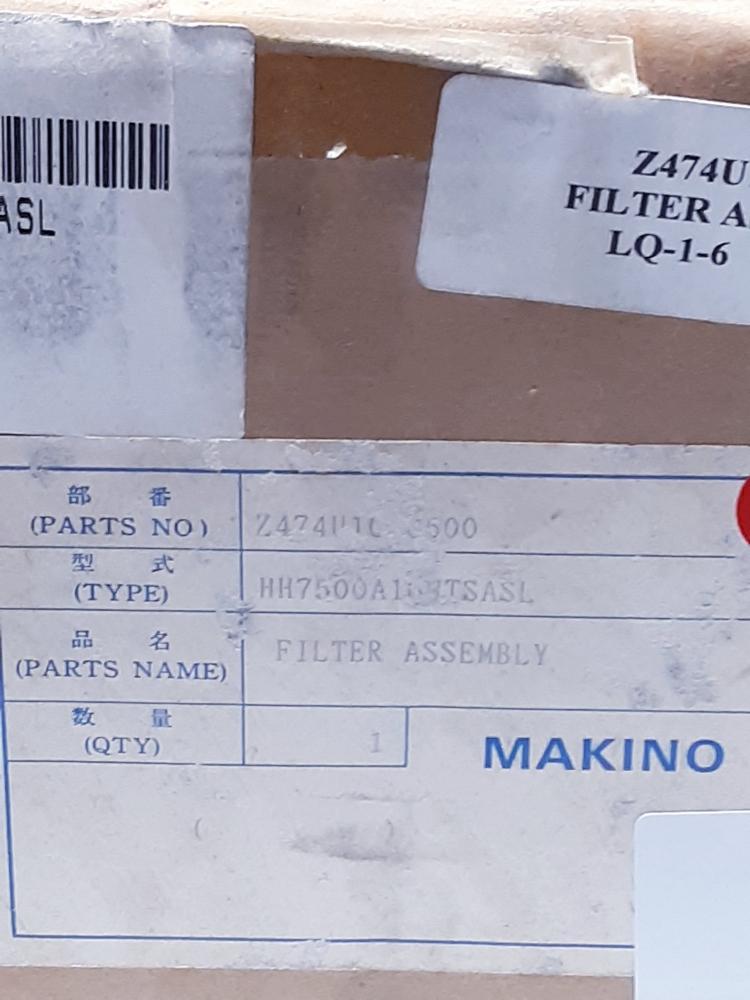 ASL
Z474U
FILTER A
LQ-1-6
部 番
(PARTS NO)
型 式
(TYPE)
品 名
(PARTS NAME)
FILTER ASSEMBLY
数 量
(QTY)
1
MAKINO